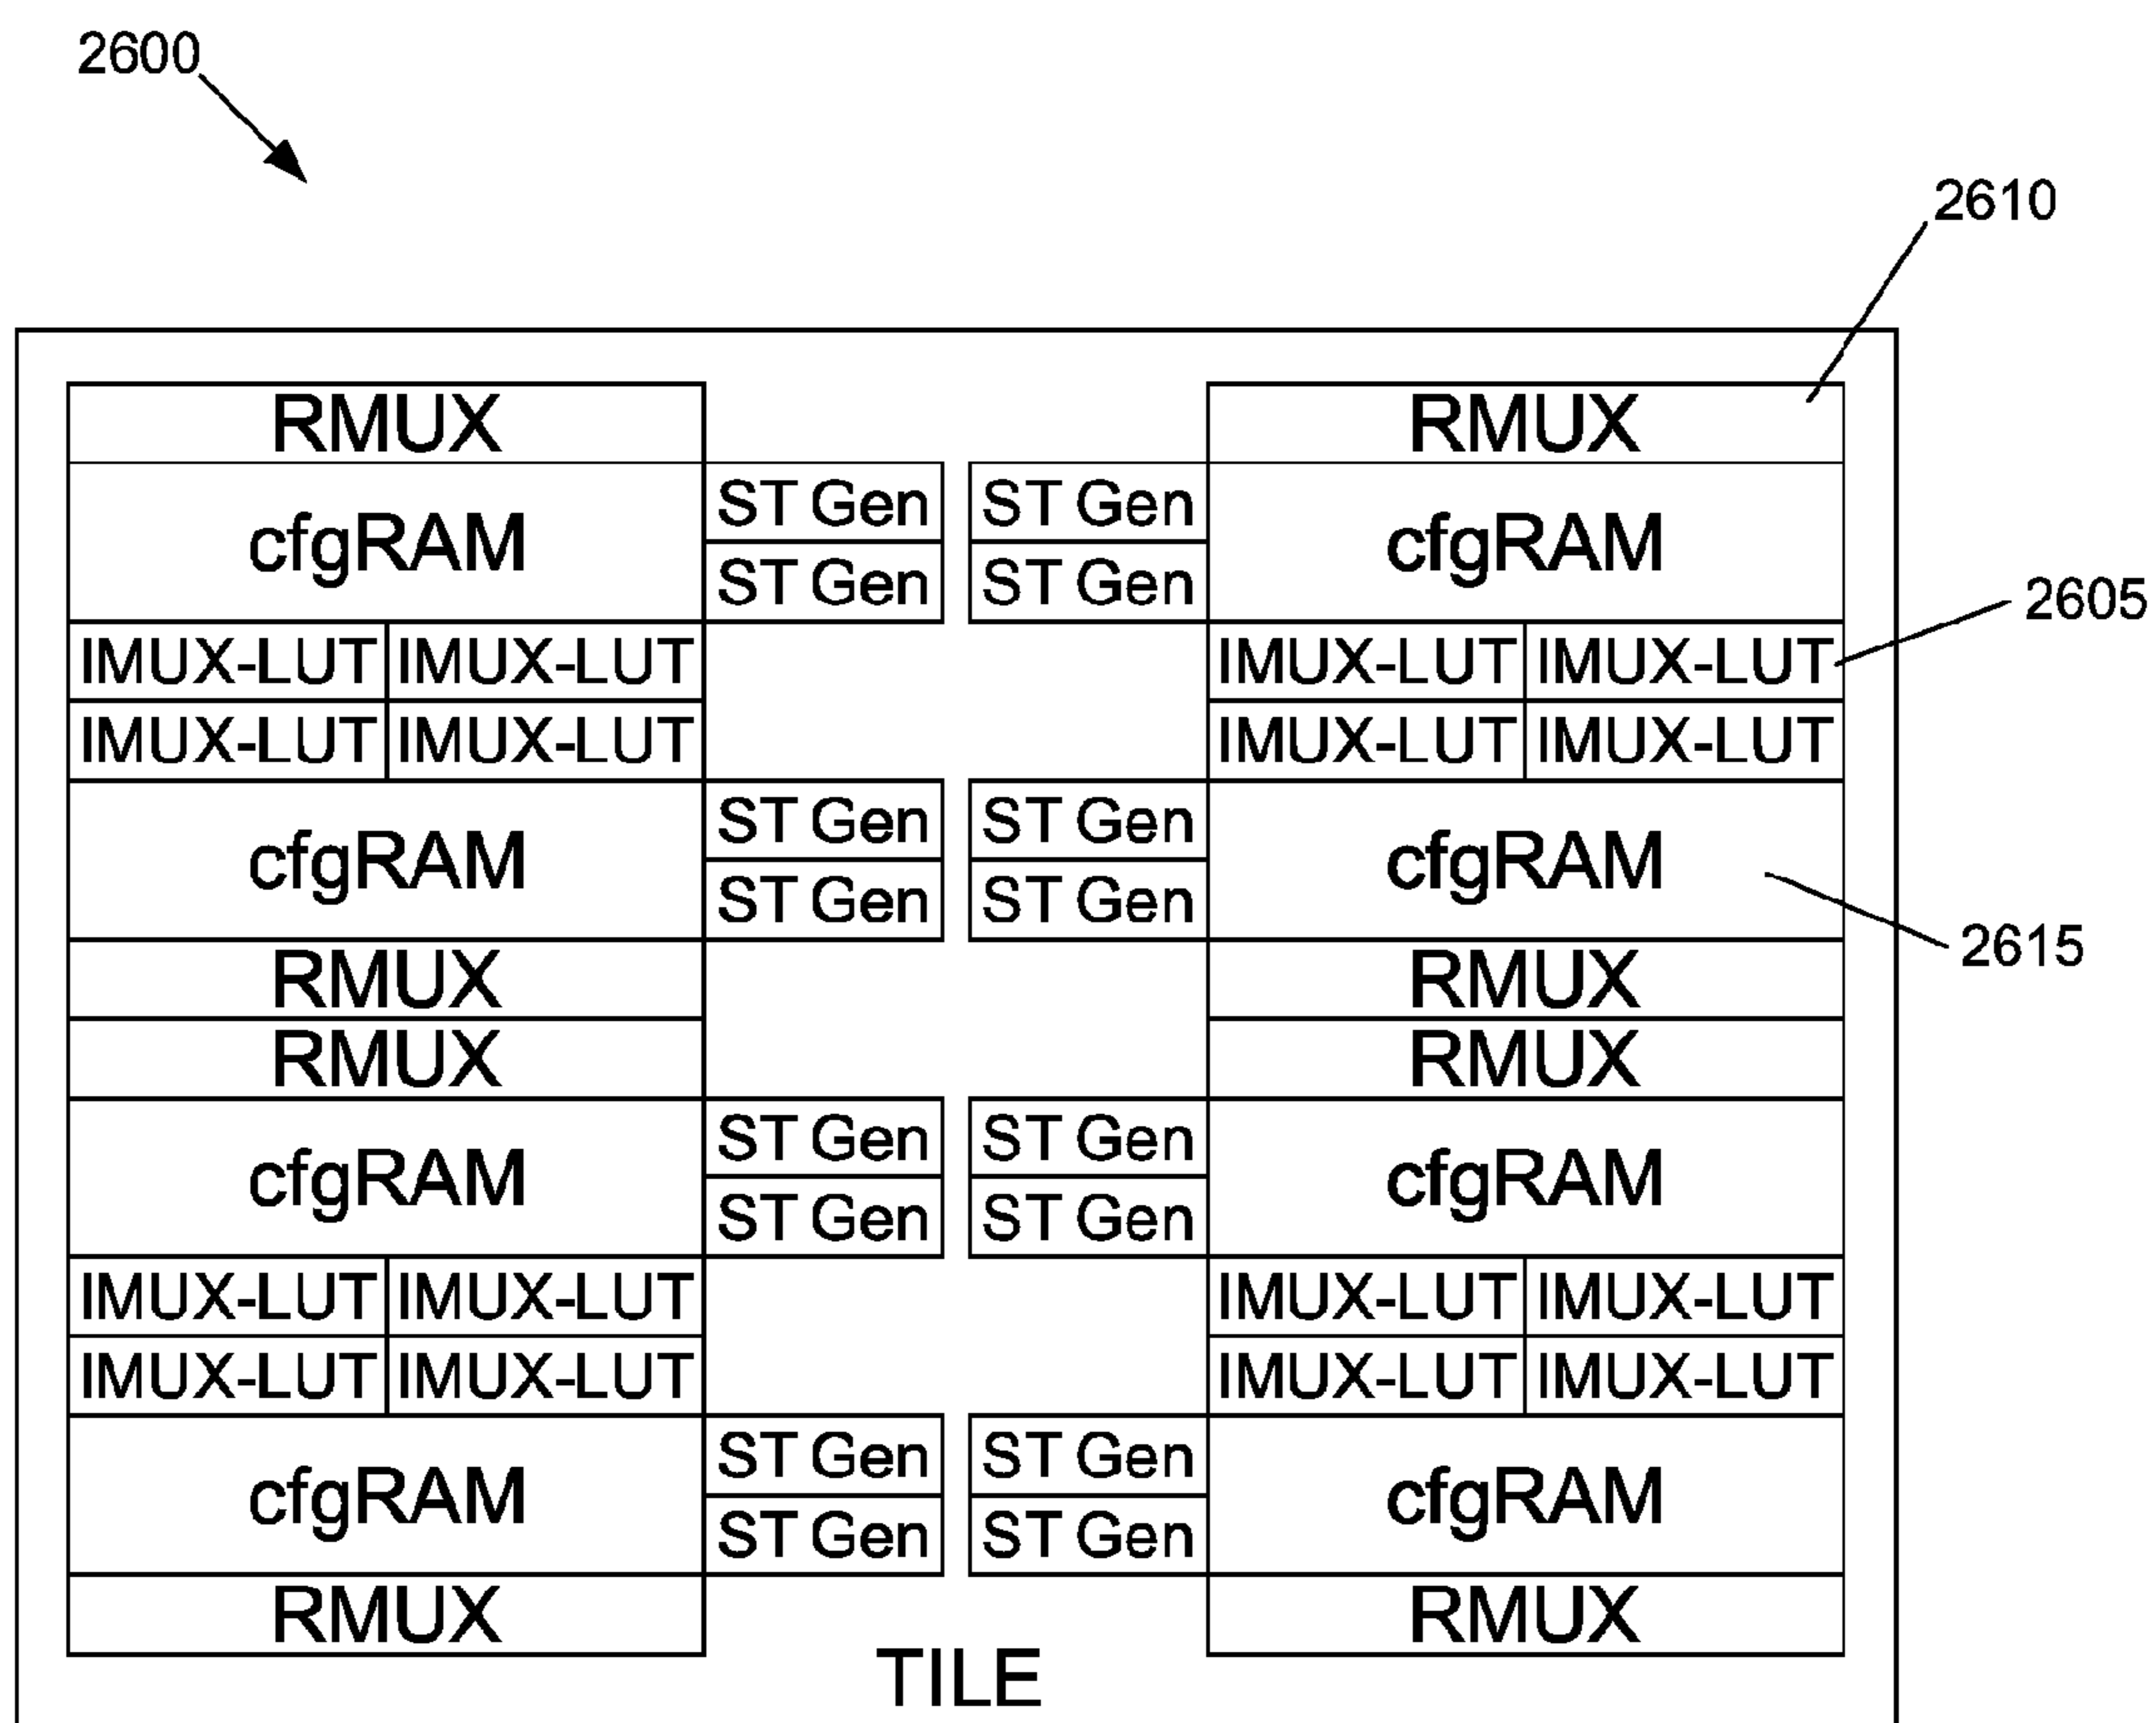 2600
2610
RMUX RMUX
ST Gen ST Gen
cfgRAM cfgRAM
ST Gen ST Gen
2605
IMUX-LUT IMUX-LUT IMUX-LUT IMUX-LUT
IMUX-LUT IMUX-LUT IMUX-LUT IMUX-LUT
ST Gen ST Gen
cfgRAM cfgRAM
ST Gen ST Gen
2615
RMUX RMUX
RMUX RMUX
ST Gen ST Gen
cfgRAM cfgRAM
ST Gen ST Gen
IMUX-LUT IMUX-LUT IMUX-LUT IMUX-LUT
IMUX-LUT IMUX-LUT IMUX-LUT IMUX-LUT
ST Gen ST Gen
cfgRAM cfgRAM
ST Gen ST Gen
RMUX RMUX
TILE